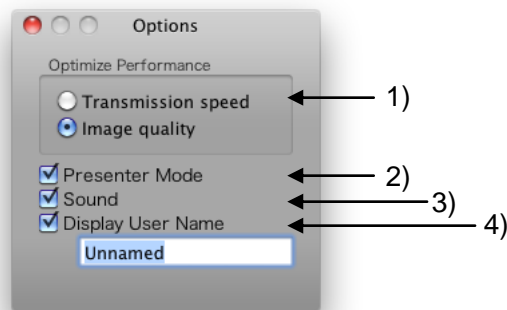 Options
Optimize Performance
Transmission speed
1)
Image quality
Presenter Mode
2)
Sound
3)
Display User Name
4)
Unnamed